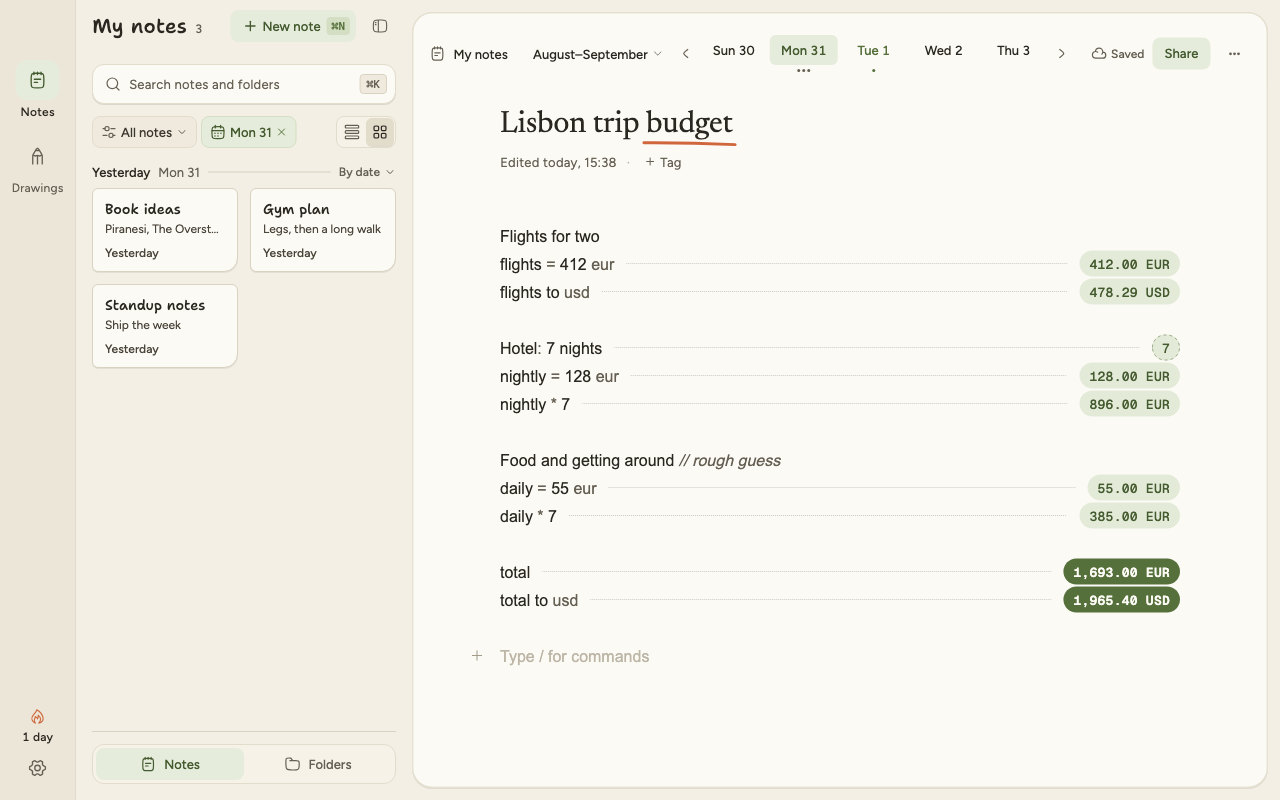 Notes
Drawings
1 day
My notes 3
+ New note ⌘N
Search notes and folders ⌘K
All notes
Mon 31 ×
Yesterday Mon 31
By date
Book ideas
Piranesi, The Overst...
Yesterday
Gym plan
Legs, then a long walk
Yesterday
Standup notes
Ship the week
Yesterday
Notes
Folders
My notes
August–September
Sun 30
Mon 31
Tue 1
Wed 2
Thu 3
Saved
Share
Lisbon trip budget
Edited today, 15:38 · + Tag
Flights for two
flights = 412 eur 412.00 EUR
flights to usd 478.29 USD
Hotel: 7 nights 7
nightly = 128 eur 128.00 EUR
nightly * 7 896.00 EUR
Food and getting around // rough guess
daily = 55 eur 55.00 EUR
daily * 7 385.00 EUR
total 1,693.00 EUR
total to usd 1,965.40 USD
+ Type / for commands